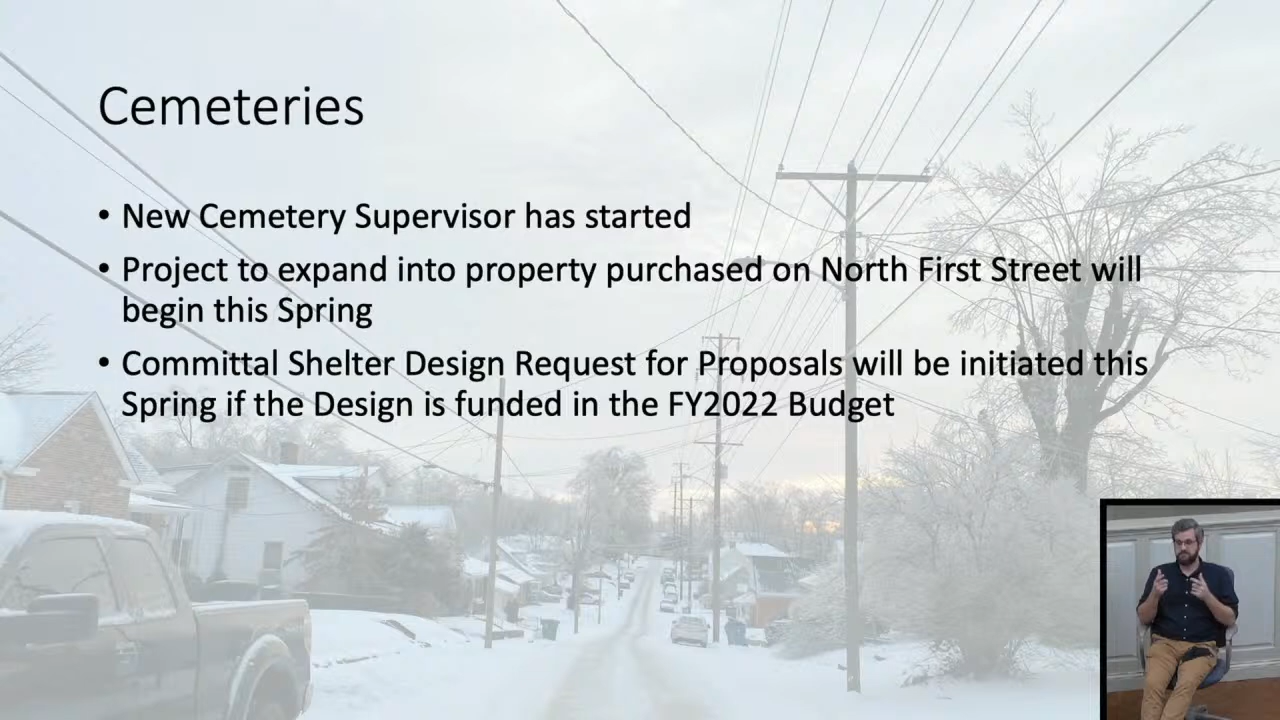 Cemeteries
• New Cemetery Supervisor has started
• Project to expand into property purchased on North First Street will
begin this Spring
• Committal Shelter Design Request for Proposals will be initiated this
Spring if the Design is funded in the FY2022 Budget